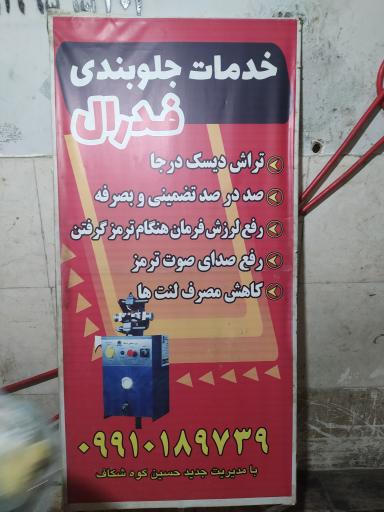 خدمات جلوبندی
فدرال
تراش دیسک درجا
صد در صد تضمینی و بصرفه
رفع لرزش فرمان هنگام ترمز گرفتن
رفع صدای صوت ترمز
کاهش مصرف لنت ها
۰۹۹۱۰۱۸۹۷۳۹
با مدیریت جدید حسین کوه شکاف